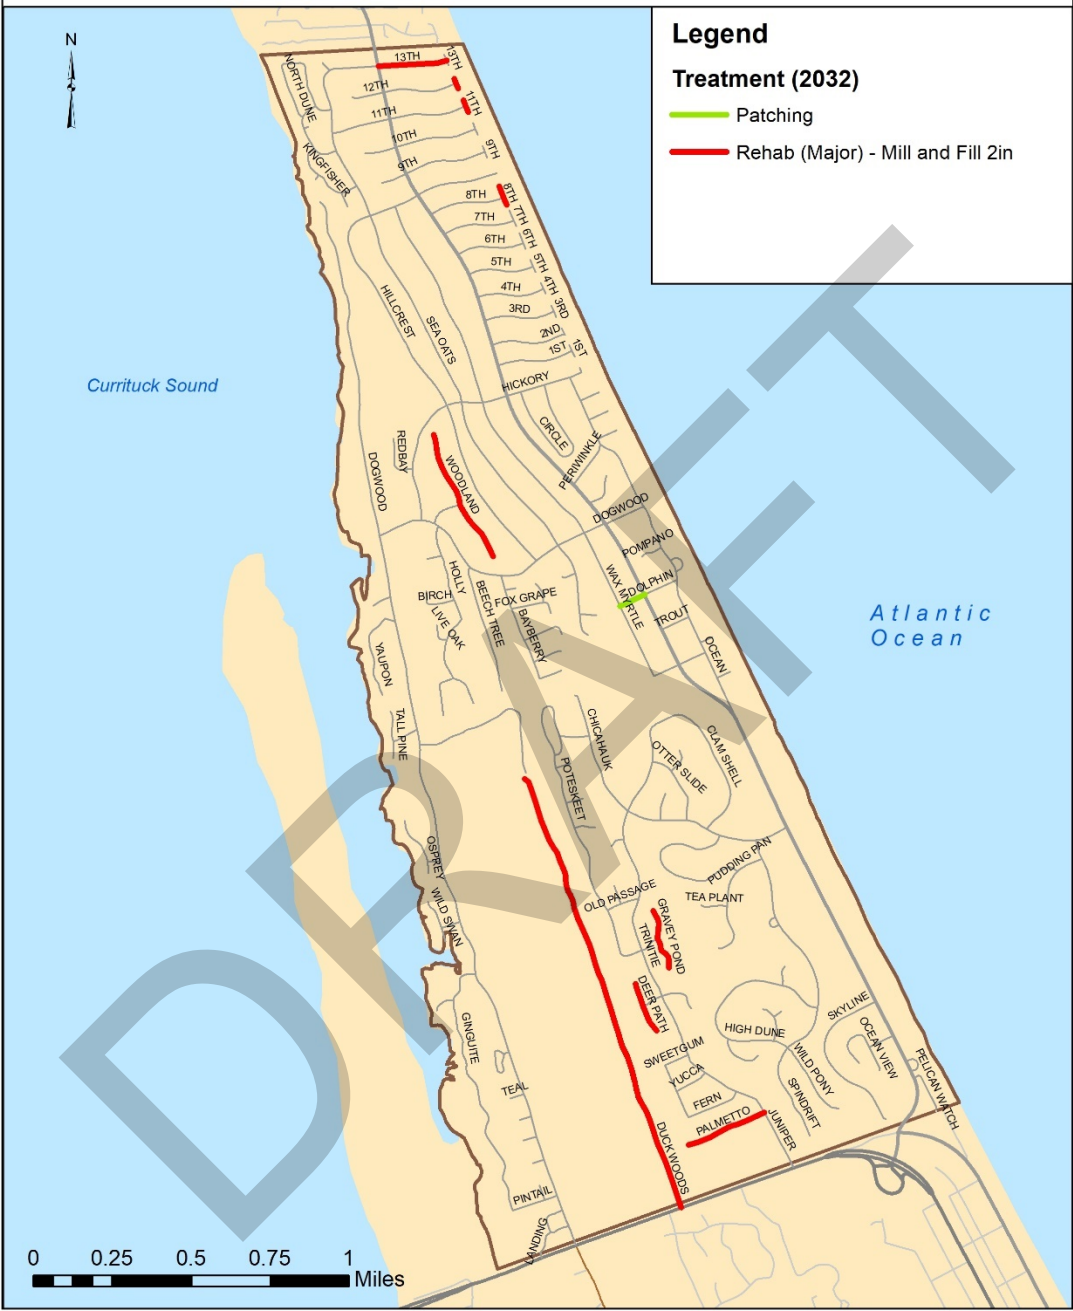 Legend
Treatment (2032)
Patching
Rehab (Major) - Mill and Fill 2in
N
13TH
13TH
NORTH DUNE
12TH
11TH
11TH
10TH
9TH
KINGFISHER
9TH
8TH
8TH
7TH
7TH
6TH
6TH
5TH
5TH
4TH
4TH
3RD
3RD
HILLCREST
SEA OATS
2ND
1ST
1ST
HICKORY
Currituck Sound
CIRCLE
PERIWINKLE
REDBAY
DOGWOOD
WOODLAND
DOGWOOD
POMPANO
DOLPHIN
WAX MYRTLE
TROUT
OCEAN
Atlantic
Ocean
HOLLY
BIRCH
LIVE OAK
BEECH TREE
FOX GRAPE
BAYBERRY
YAUPON
TALL PINE
CHICAHAUK
POTESKEET
OTTER SLIDE
CLAM SHELL
OSPREY
WILD SWAN
PUDDING PAN
TEA PLANT
OLD PASSAGE
GRAVEY POND
TRINITIE
DEER PATH
GINGUITE
TEAL
SWEETGUM
YUCCA
FERN
PALMETTO
HIGH DUNE
SKYLINE
OCEAN VIEW
WILD PONY
SPINDRIFT
JUNIPER
PELICAN WATCH
DUCK WOODS
PINTAIL
LANDING
DRAFT
0 0.25 0.5 0.75 1
Miles